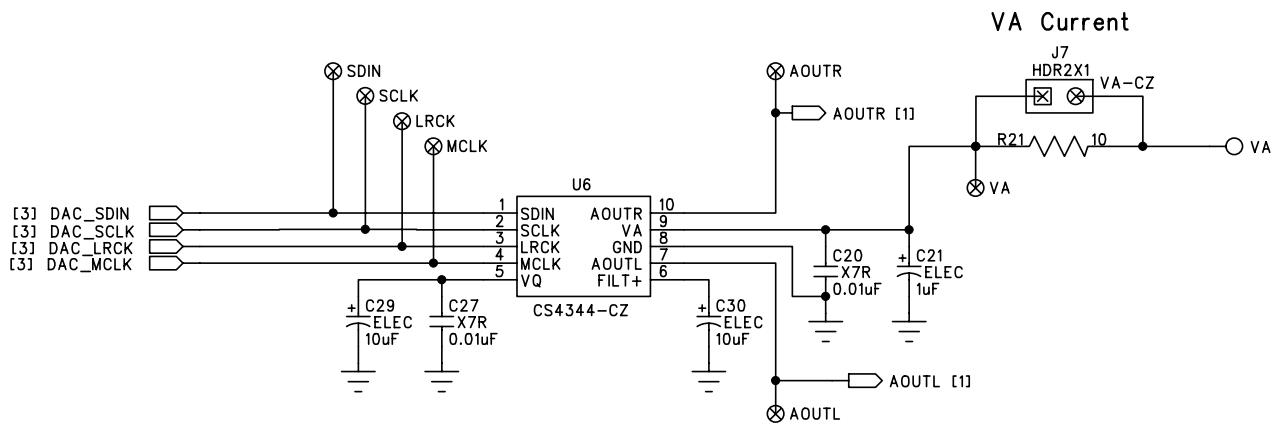 VA Current
J7
HDR2X1
VA-CZ
SDIN
SCLK
LRCK
MCLK
AOUTR
AOUTR [1]
R21
10
VA
VA
U6
[3] DAC_SDIN
[3] DAC_SCLK
[3] DAC_LRCK
[3] DAC_MCLK
1
2
3
4
5
SDIN
SCLK
LRCK
MCLK
VQ
AOUTR
VA
GND
AOUTL
FILT+
10
9
8
7
6
CS4344-CZ
+ C29
ELEC
10uF
C27
X7R
0.01uF
+ C30
ELEC
10uF
C20
X7R
0.01uF
+ C21
ELEC
1uF
AOUTL [1]
AOUTL